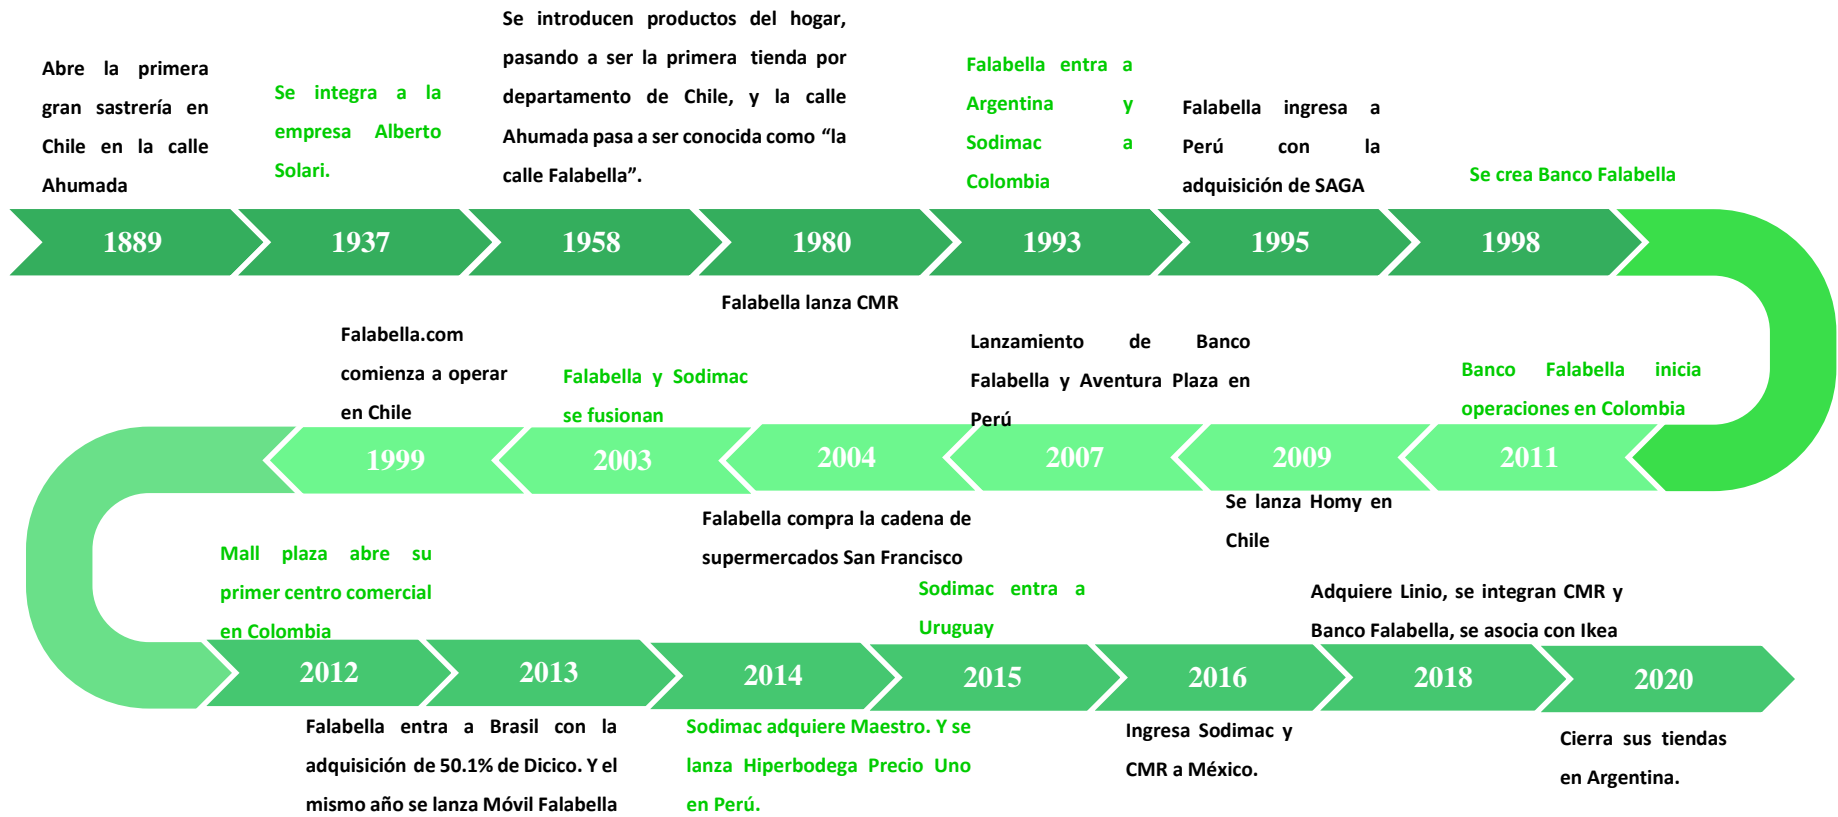 Abre la primera
gran sastrería en
Chile en la calle
Ahumada
Se integra a la
empresa Alberto
Solari.
Se introducen productos del hogar,
pasando a ser la primera tienda por
departamento de Chile, y la calle
Ahumada pasa a ser conocida como “la
calle Falabella”.
Falabella entra a
Argentina y
Sodimac a
Colombia
Falabella ingresa a
Perú con la
adquisición de SAGA
Se crea Banco Falabella
1889
1937
1958
1980
1993
1995
1998
Falabella lanza CMR
Falabella.com
comienza a operar
en Chile
Falabella y Sodimac
se fusionan
Lanzamiento de Banco
Falabella y Aventura Plaza en
Perú
Banco Falabella inicia
operaciones en Colombia
1999
2003
2004
2007
2009
2011
Falabella compra la cadena de
supermercados San Francisco
Se lanza Homy en
Chile
Mall plaza abre su
primer centro comercial
en Colombia
Sodimac entra a
Uruguay
Adquiere Linio, se integran CMR y
Banco Falabella, se asocia con Ikea
2012
2013
2014
2015
2016
2018
2020
Falabella entra a Brasil con la
adquisición de 50.1% de Dicico. Y el
mismo año se lanza Móvil Falabella
Sodimac adquiere Maestro. Y se
lanza Hiperbodega Precio Uno
en Perú.
Ingresa Sodimac y
CMR a México.
Cierra sus tiendas
en Argentina.